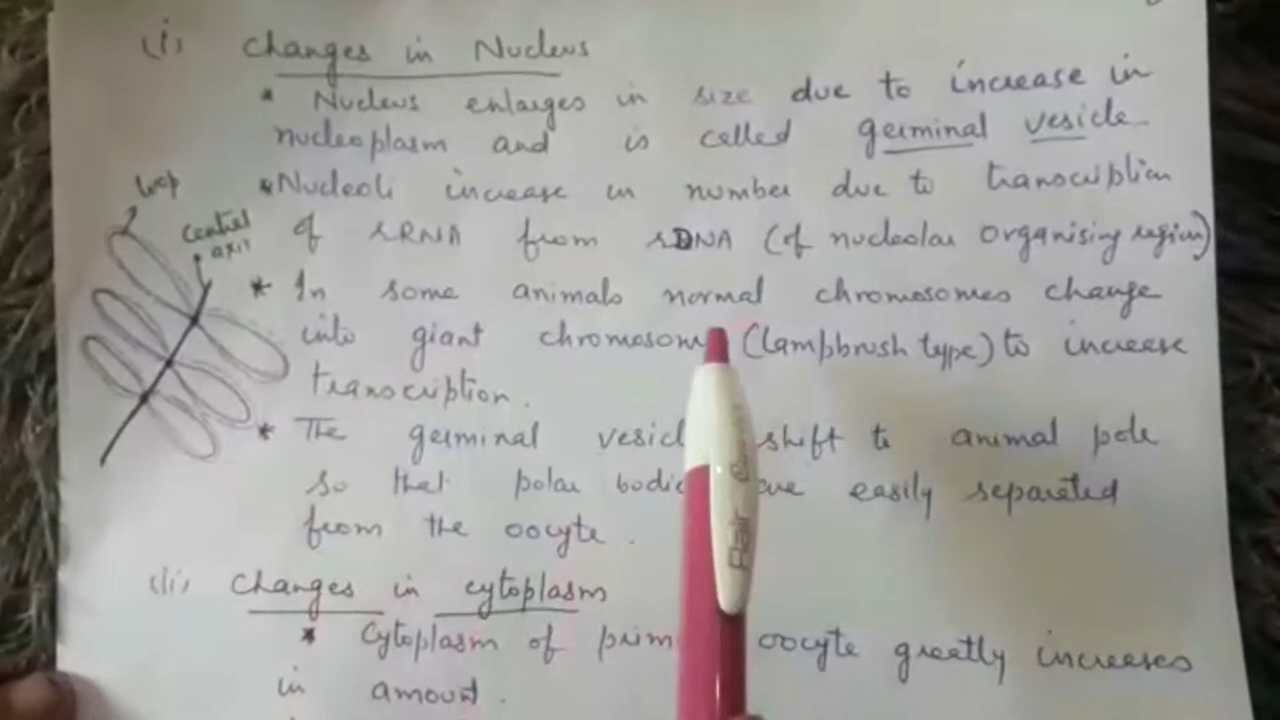 (i) Changes in Nucleus
* Nucleus enlarges in size due to increase in
nucleoplasm and is called germinal vesicle
* Nucleoli increase in number due to transcription
of rRNA from rDNA (of nucleolar organising region)
loop
central
axis
* In some animals normal chromosomes change
into giant chromosom (lampbrush type) to increase
transcription.
* The germinal vesicl shift to animal pole
so that polar bodie are easily separated
from the oocyte.
(ii) Changes in cytoplasm
* Cytoplasm of prim oocyte greatly increases
in amount.
Flair